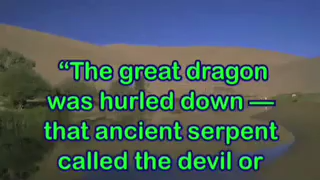 “The great dragon
was hurled down —
that ancient serpent
called the devil or